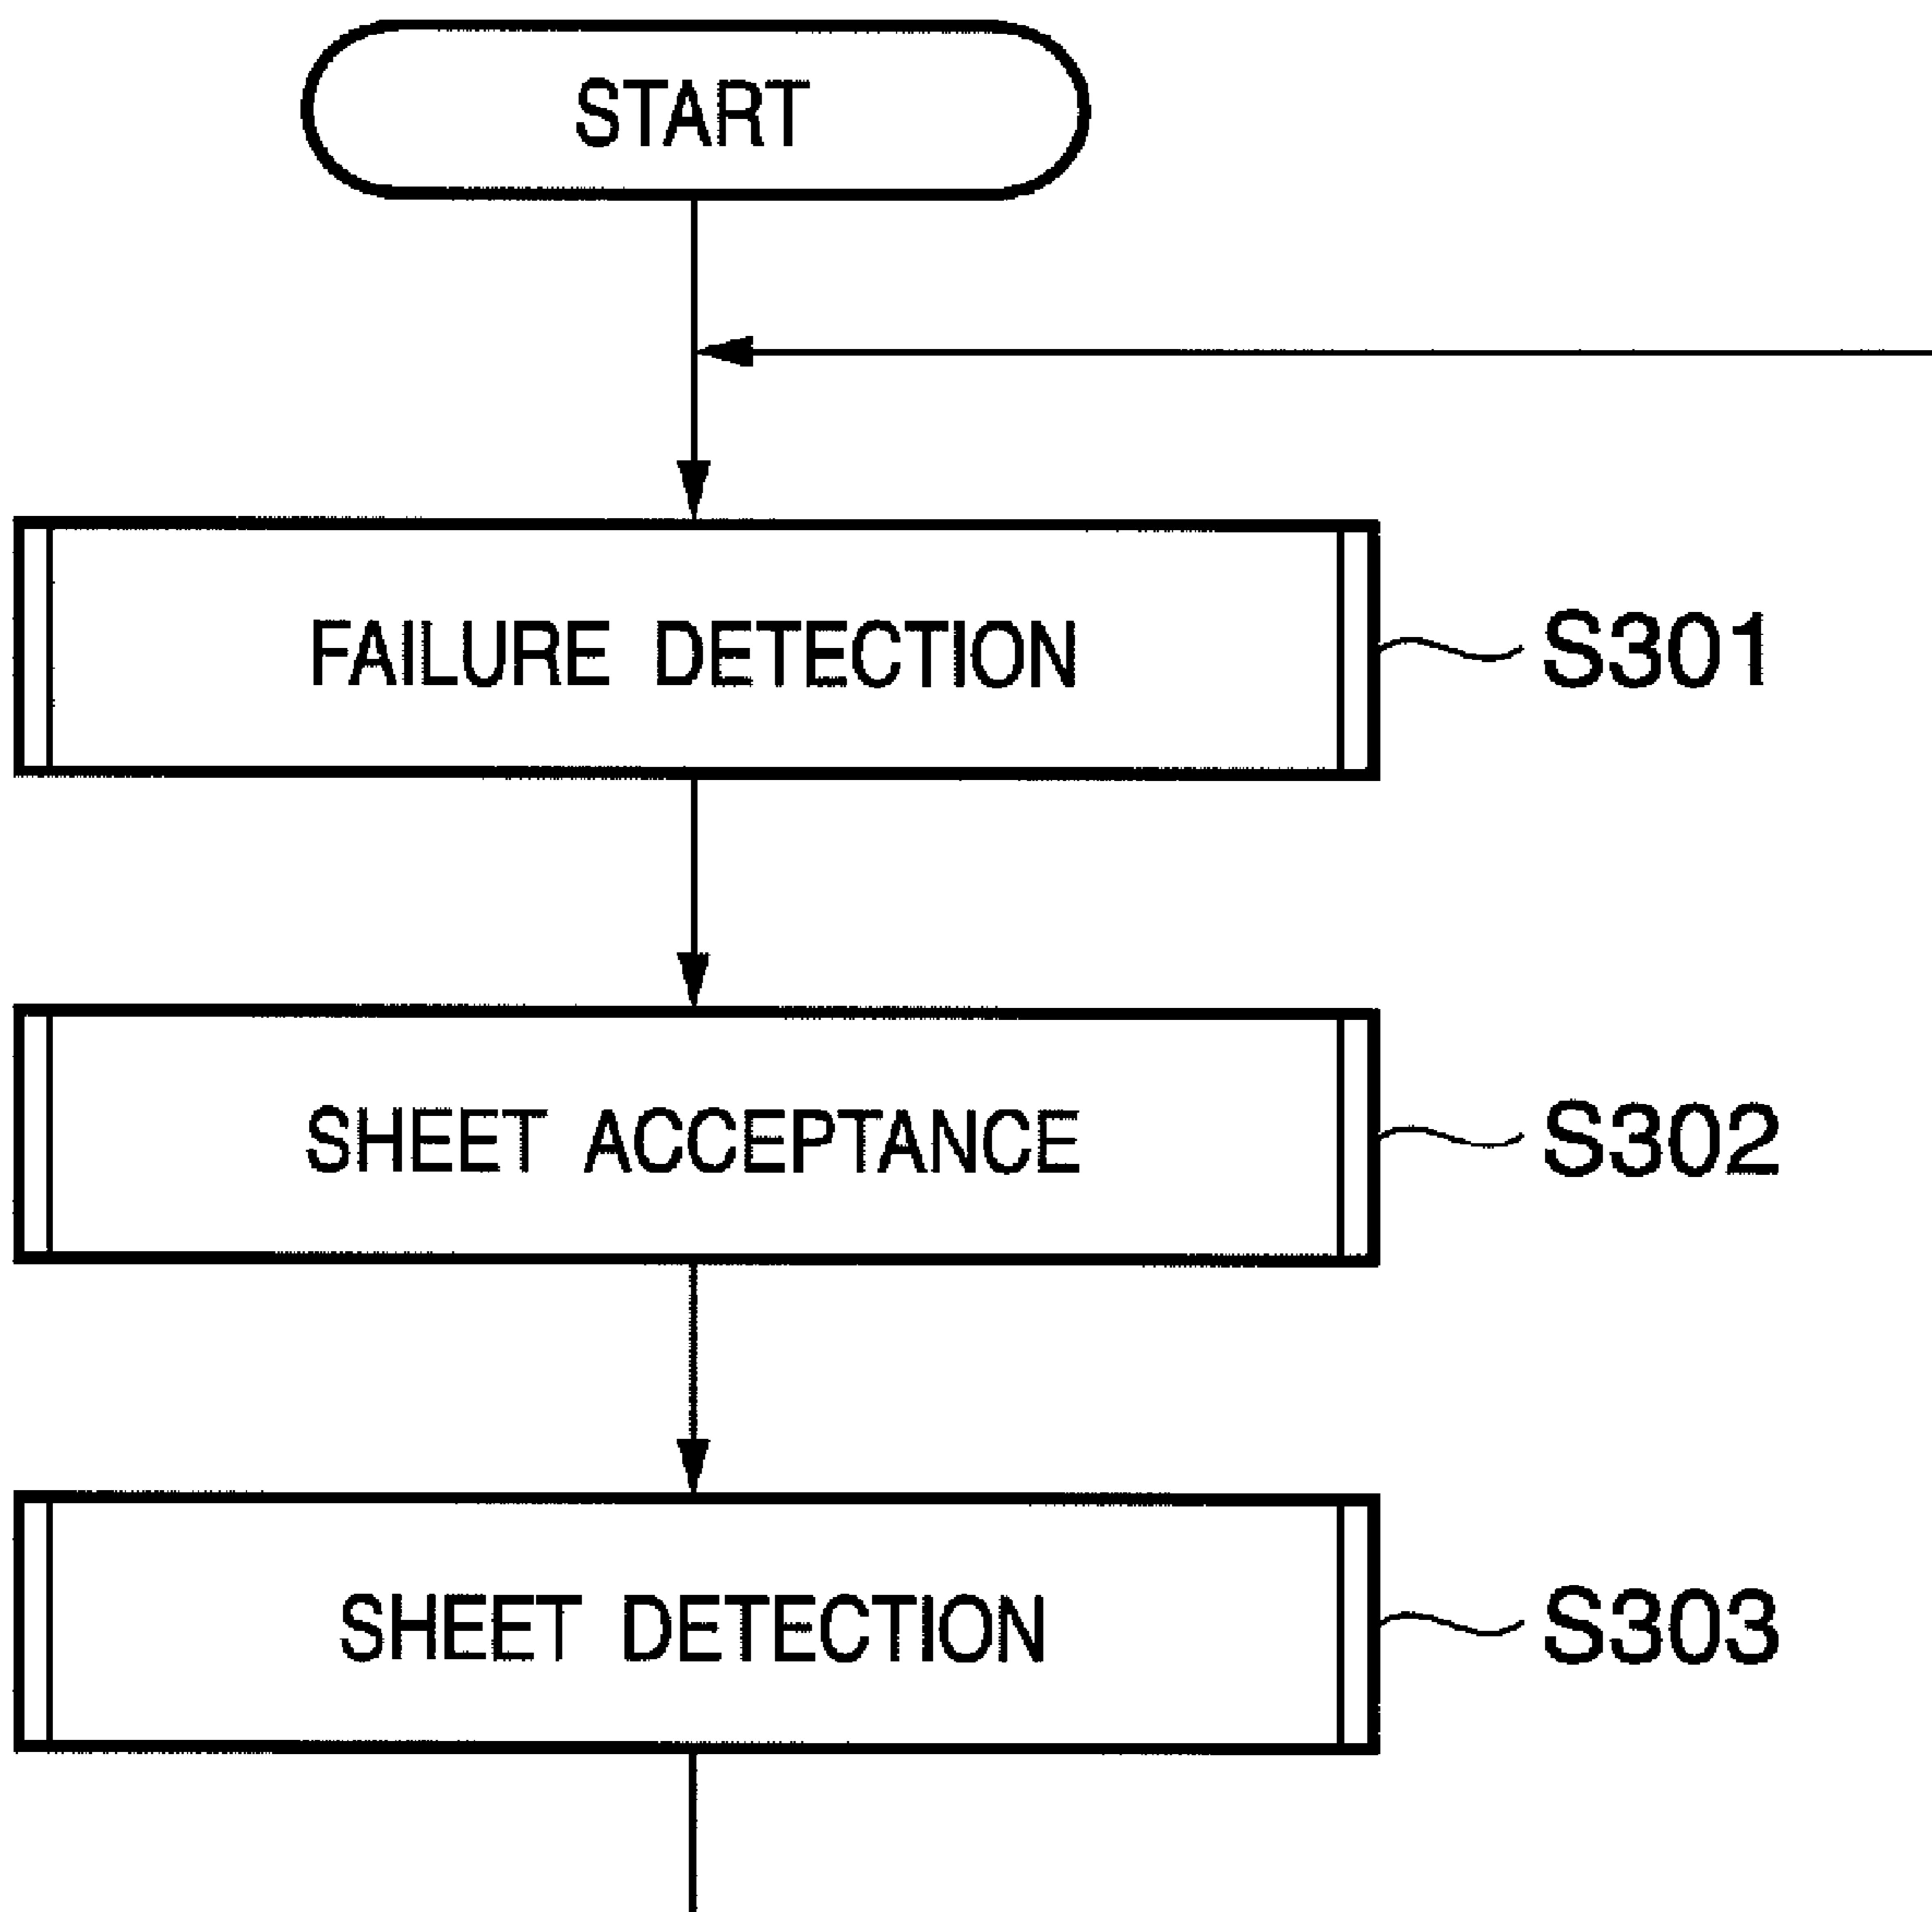 START
FAILURE DETECTION
S301
SHEET ACCEPTANCE
S302
SHEET DETECTION
S303